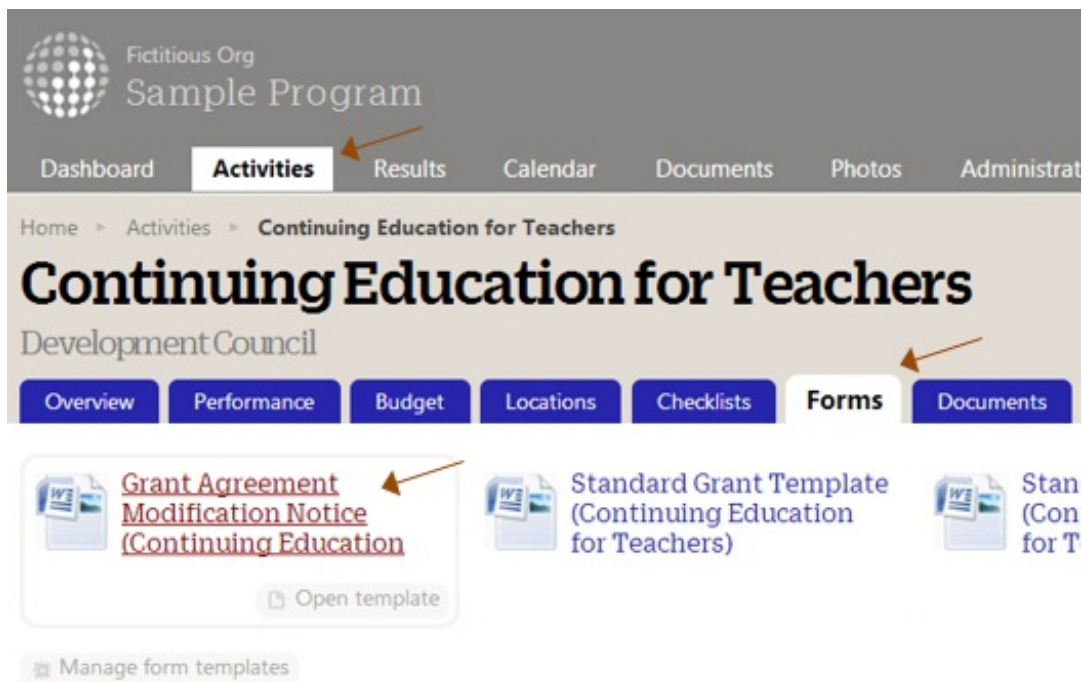 Fictitious Org
Sample Program
Dashboard Activities Results Calendar Documents Photos
Home Activities Continuing Education for Teachers
Continuing Education for Teachers
Development Council
Overview Performance Budget Locations Checklists Forms Documents
Grant Agreement
Modification Notice
(Continuing Education
Open template
Standard Grant Template
(Continuing Education
for Teachers)
Manage form templates